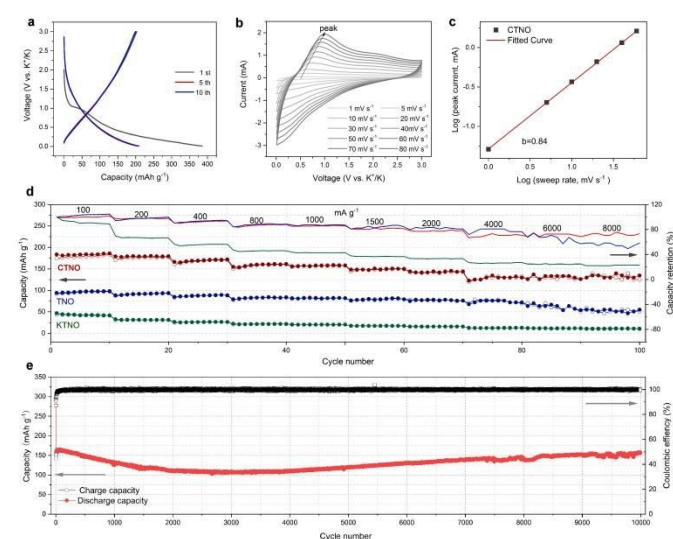 a
Voltage (V vs. K⁺/K)
3.0
2.5
2.0
1.5
1.0
0.5
0.0
1 st
5 th
10 th
0 50 100 150 200 250 300 350 400
Capacity (mAh g⁻¹)
b
Current (mA)
peak
2
1
0
-1
-2
-3
1 mV s⁻¹ 5 mV s⁻¹
10 mV s⁻¹ 20 mV s⁻¹
30 mV s⁻¹ 40mV s⁻¹
50 mV s⁻¹ 60 mV s⁻¹
70 mV s⁻¹ 80 mV s⁻¹
0.0 0.5 1.0 1.5 2.0 2.5 3.0
Voltage (V vs. K⁺/K)
c
Log (peak current, mA)
CTNO
Fitted Curve
0.0
-0.5
-1.0
-1.5
b=0.84
0.0 0.5 1.0 1.5
Log (sweep rate, mV s⁻¹)
d
Capacity (mAh g⁻¹)
300
250
200
150
100
50
0
mA g⁻¹
100 200 400 800 1000 1500 2000 4000 6000 8000
CTNO
TNO
KTNO
120
80
40
0
-40
-80
Capacity retention (%)
0 20 40 60 80 100
Cycle number
e
Capacity (mAh g⁻¹)
350
300
250
200
150
100
50
0
Charge capacity
Discharge capacity
100
80
60
40
20
0
Coulombic effiency (%)
0 1000 2000 3000 4000 5000 6000 7000 8000 9000 10000
Cycle number